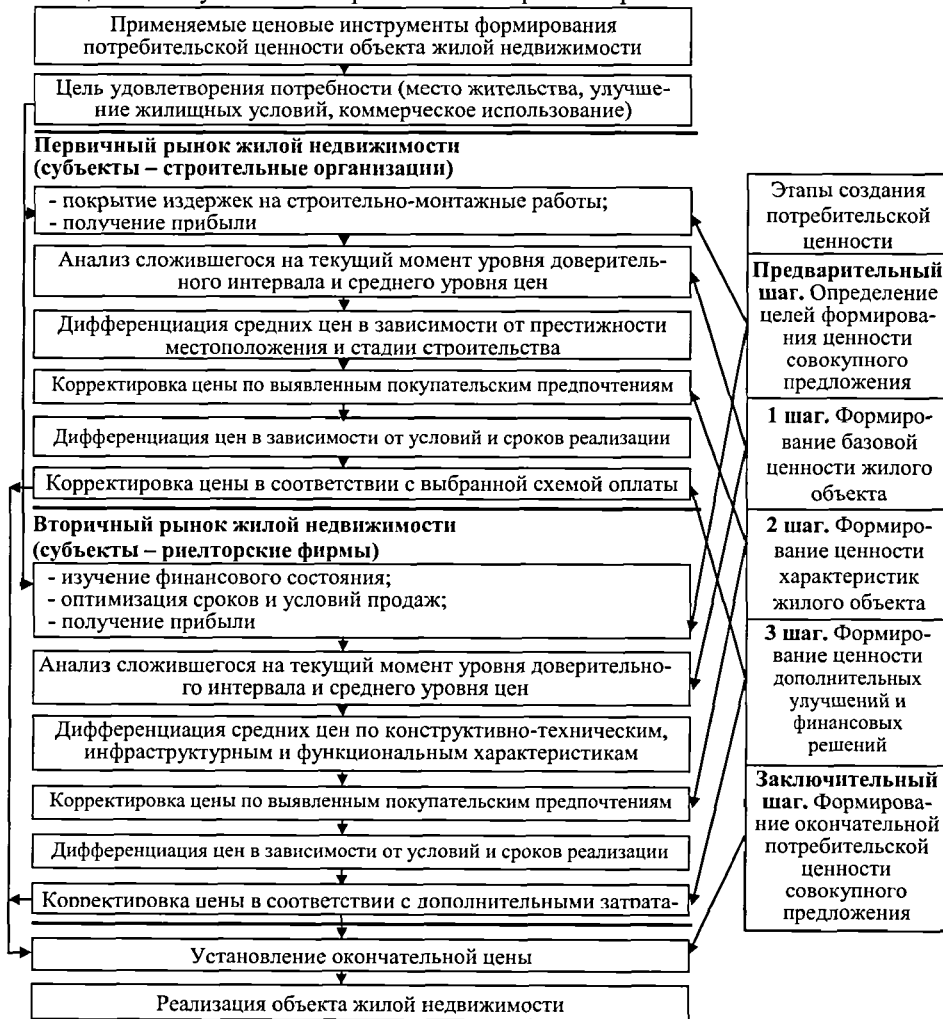 Применяемые ценовые инструменты формирования
потребительской ценности объекта жилой недвижимости
Цель удовлетворения потребности (место жительства, улучше-
ние жилищных условий, коммерческое использование)
Первичный рынок жилой недвижимости
(субъекты – строительные организации)
- покрытие издержек на строительно-монтажные работы;
- получение прибыли
Анализ сложившегося на текущий момент уровня доверитель-
ного интервала и среднего уровня цен
Дифференциация средних цен в зависимости от престижности
местоположения и стадии строительства
Корректировка цены по выявленным покупательским предпочтениям
Дифференциация цен в зависимости от условий и сроков реализации
Корректировка цены в соответствии с выбранной схемой оплаты
Вторичный рынок жилой недвижимости
(субъекты – риелторские фирмы)
- изучение финансового состояния;
- оптимизация сроков и условий продаж;
- получение прибыли
Анализ сложившегося на текущий момент уровня доверительно-
го интервала и среднего уровня цен
Дифференциация средних цен по конструктивно-техническим,
инфраструктурным и функциональным характеристикам
Корректировка цены по выявленным покупательским предпочтениям
Дифференциация цен в зависимости от условий и сроков реализации
Корректировка цены в соответствии с дополнительными затрата-
Установление окончательной цены
Реализация объекта жилой недвижимости
Этапы создания
потребительской
ценности
Предварительный
шаг. Определение
целей формирова-
ния ценности
совокупного
предложения
1 шаг. Формиро-
вание базовой
ценности жилого
объекта
2 шаг. Формиро-
вание ценности
характеристик
жилого объекта
3 шаг. Формиро-
вание ценности
дополнительных
улучшений и
финансовых
решений
Заключительный
шаг. Формирова-
ние окончательной
потребительской
ценности
совокупного
предложения